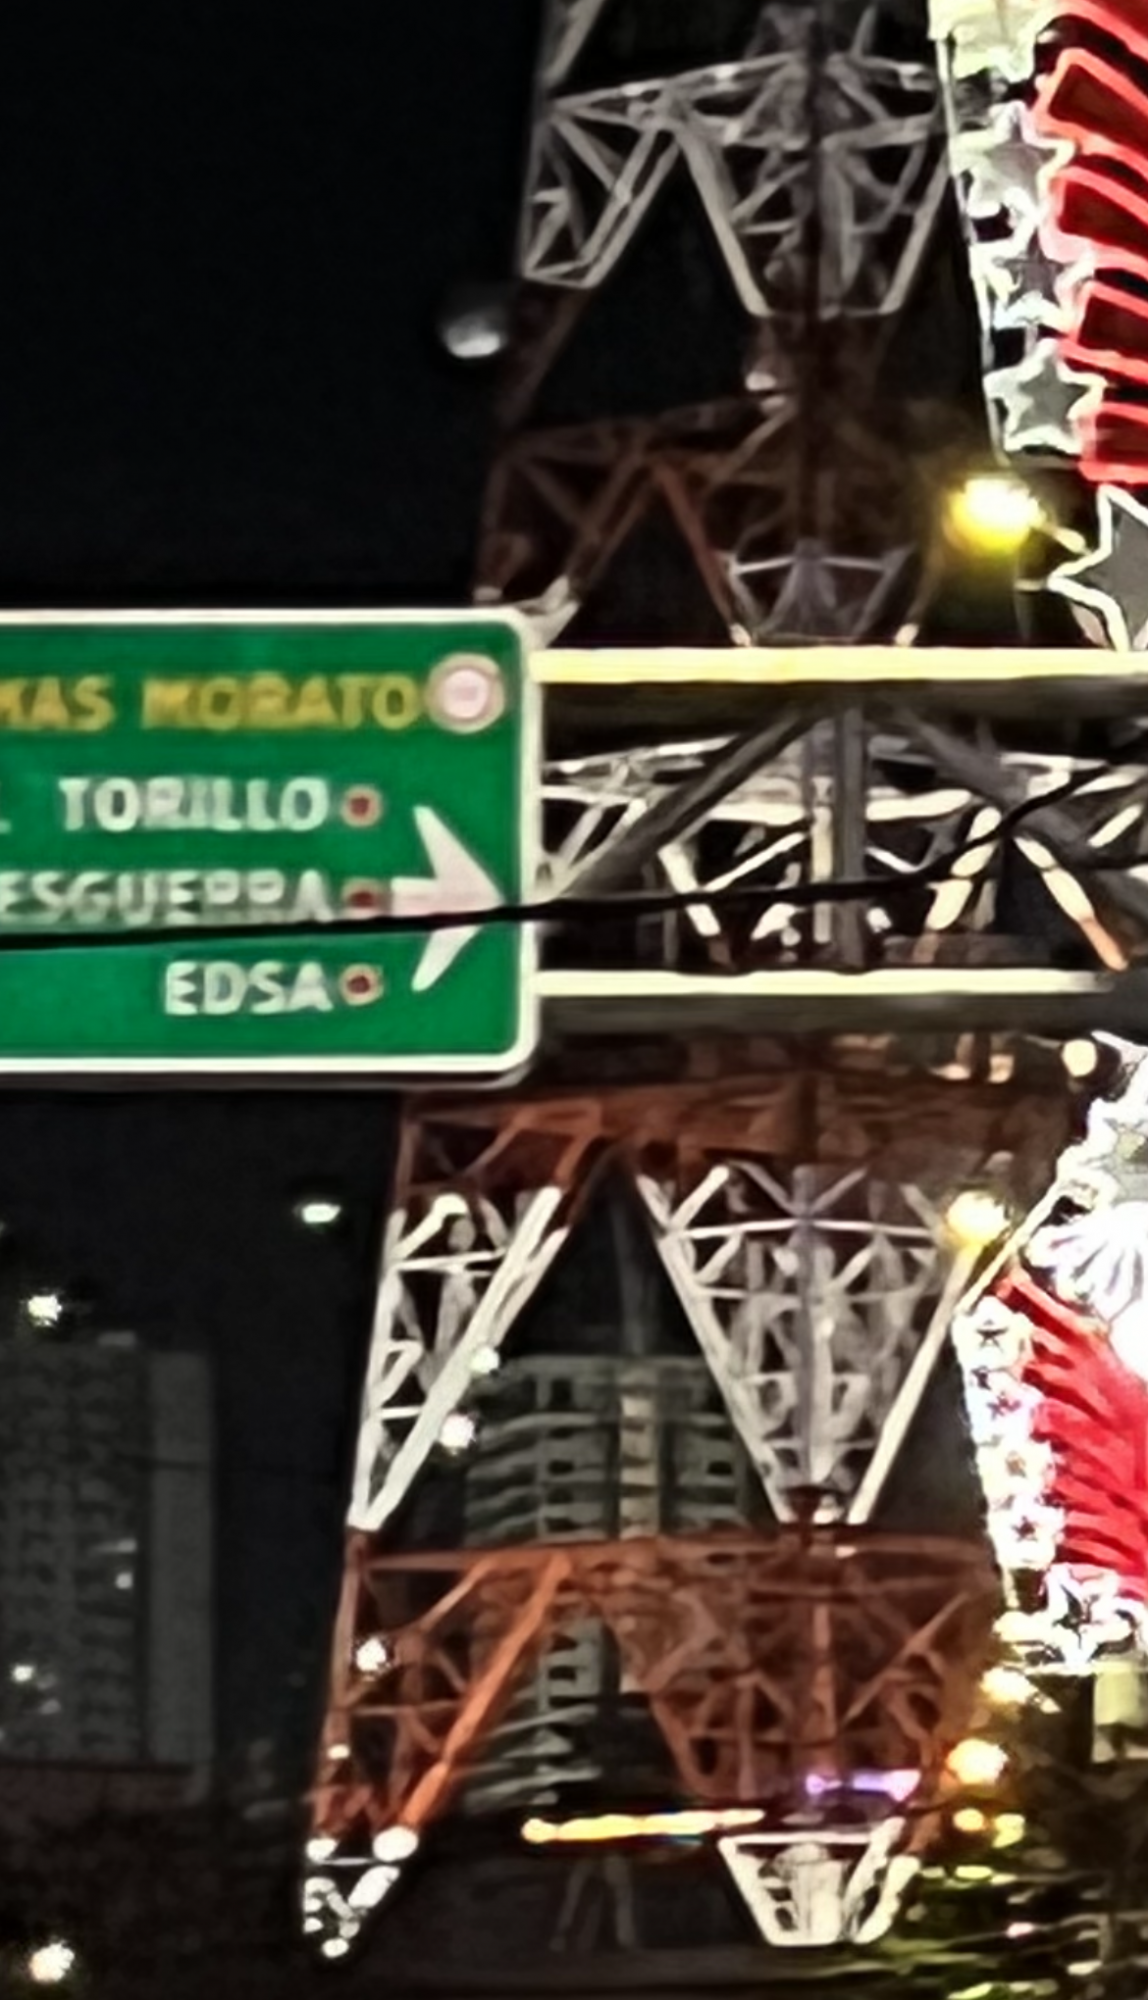 MAS MORATO
L. TORILLO
ESGUERRA
EDSA